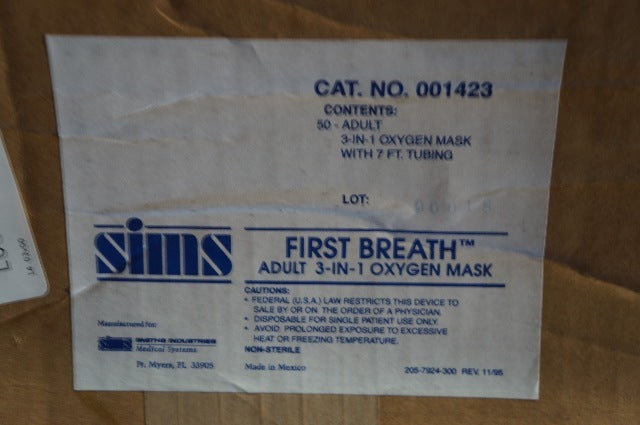 CAT. NO. 001423
CONTENTS:
50 - ADULT
3-IN-1 OXYGEN MASK
WITH 7 FT. TUBING
LOT:
sims
FIRST BREATH™
ADULT 3-IN-1 OXYGEN MASK
CAUTIONS:
• FEDERAL (U.S.A.) LAW RESTRICTS THIS DEVICE TO
SALE BY OR ON THE ORDER OF A PHYSICIAN.
• DISPOSABLE FOR SINGLE PATIENT USE ONLY.
• AVOID PROLONGED EXPOSURE TO EXCESSIVE
HEAT OR FREEZING TEMPERATURE.
NON-STERILE
Made in Mexico
205-7924-300 REV. 11/95
Manufactured for:
sims SMITHS INDUSTRIES
Medical Systems
Ft. Myers, FL 33905